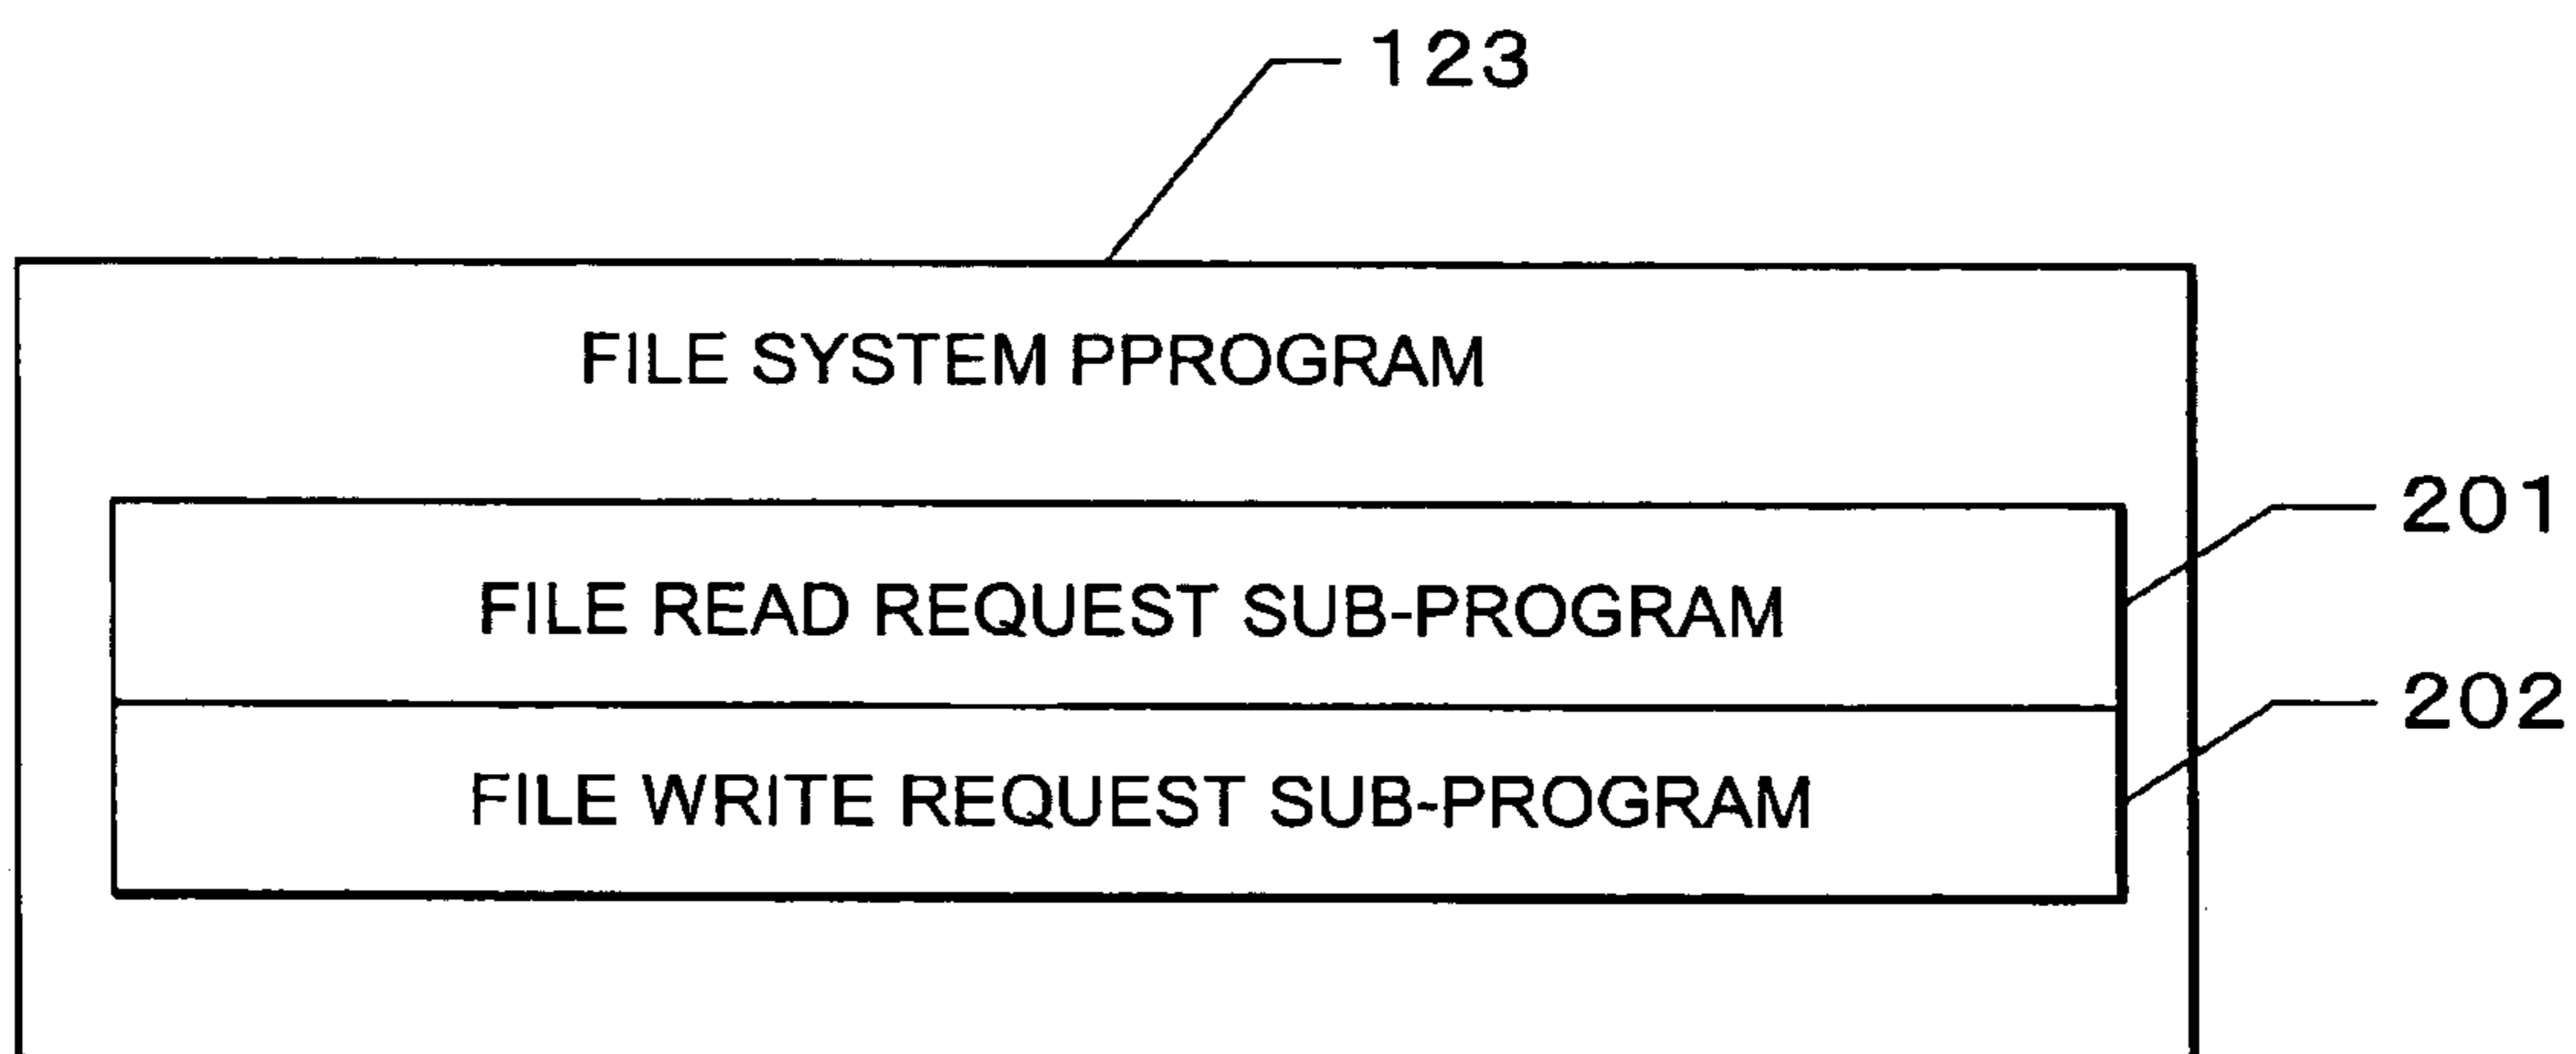 123
FILE SYSTEM PPROGRAM
201
FILE READ REQUEST SUB-PROGRAM
202
FILE WRITE REQUEST SUB-PROGRAM